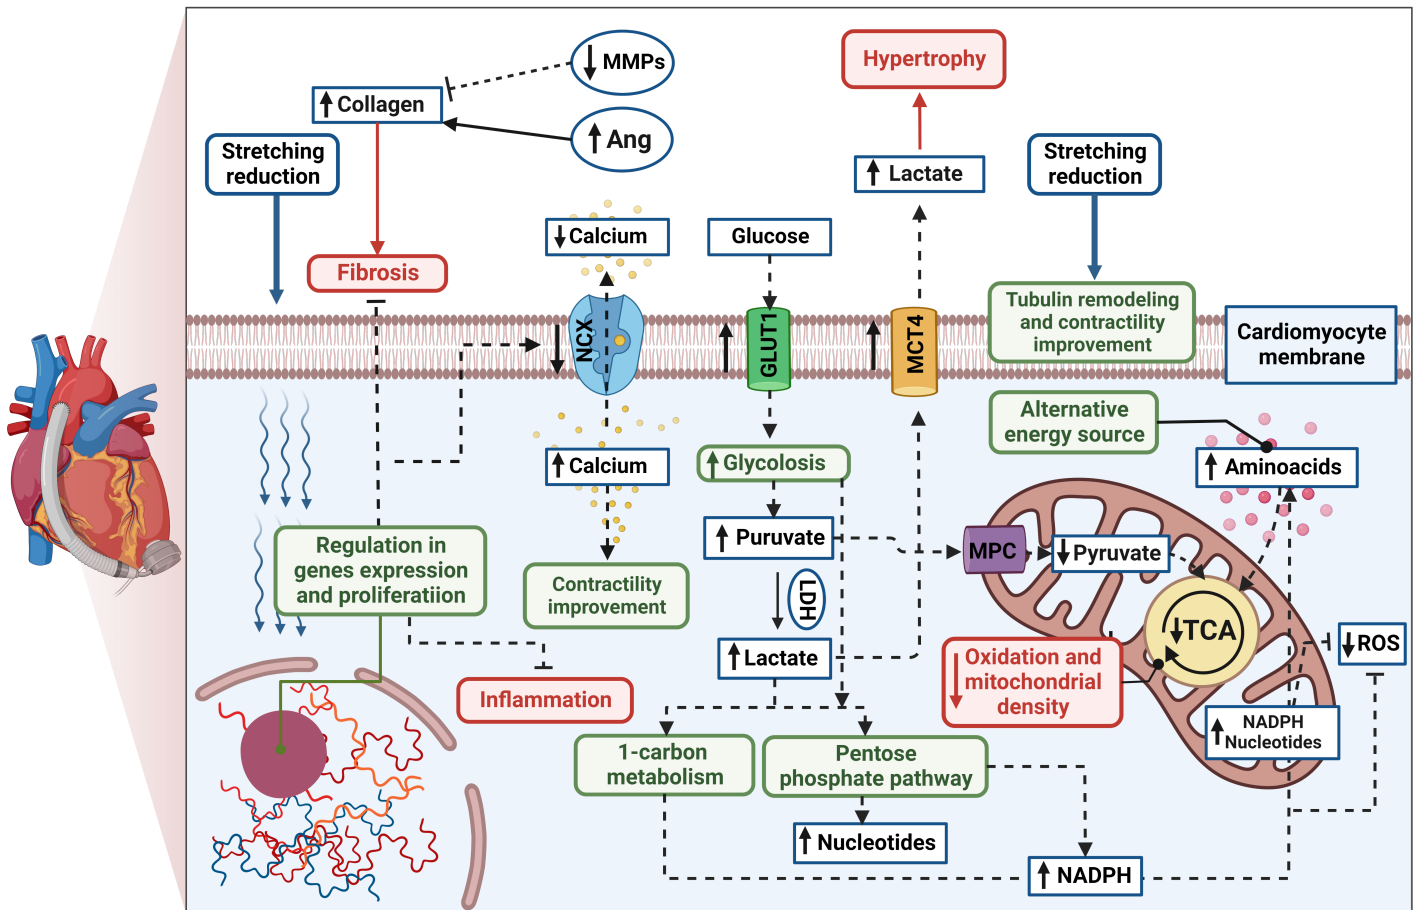 MMPs
Collagen
Ang
Hypertrophy
Stretching
reduction
Lactate
Stretching
reduction
Fibrosis
Calcium
Glucose
NCX
GLUT1
MCT4
Tubulin remodeling
and contractility
improvement
Cardiomyocyte
membrane
Alternative
energy source
Calcium
Glycolosis
Aminoacids
Puruvate
MPC
Pyruvate
Regulation in
genes expression
and proliferatiion
Contractility
improvement
LDH
TCA
ROS
Lactate
Oxidation and
mitochondrial
density
Inflammation
NADPH
Nucleotides
1-carbon
metabolism
Pentose
phosphate pathway
Nucleotides
NADPH